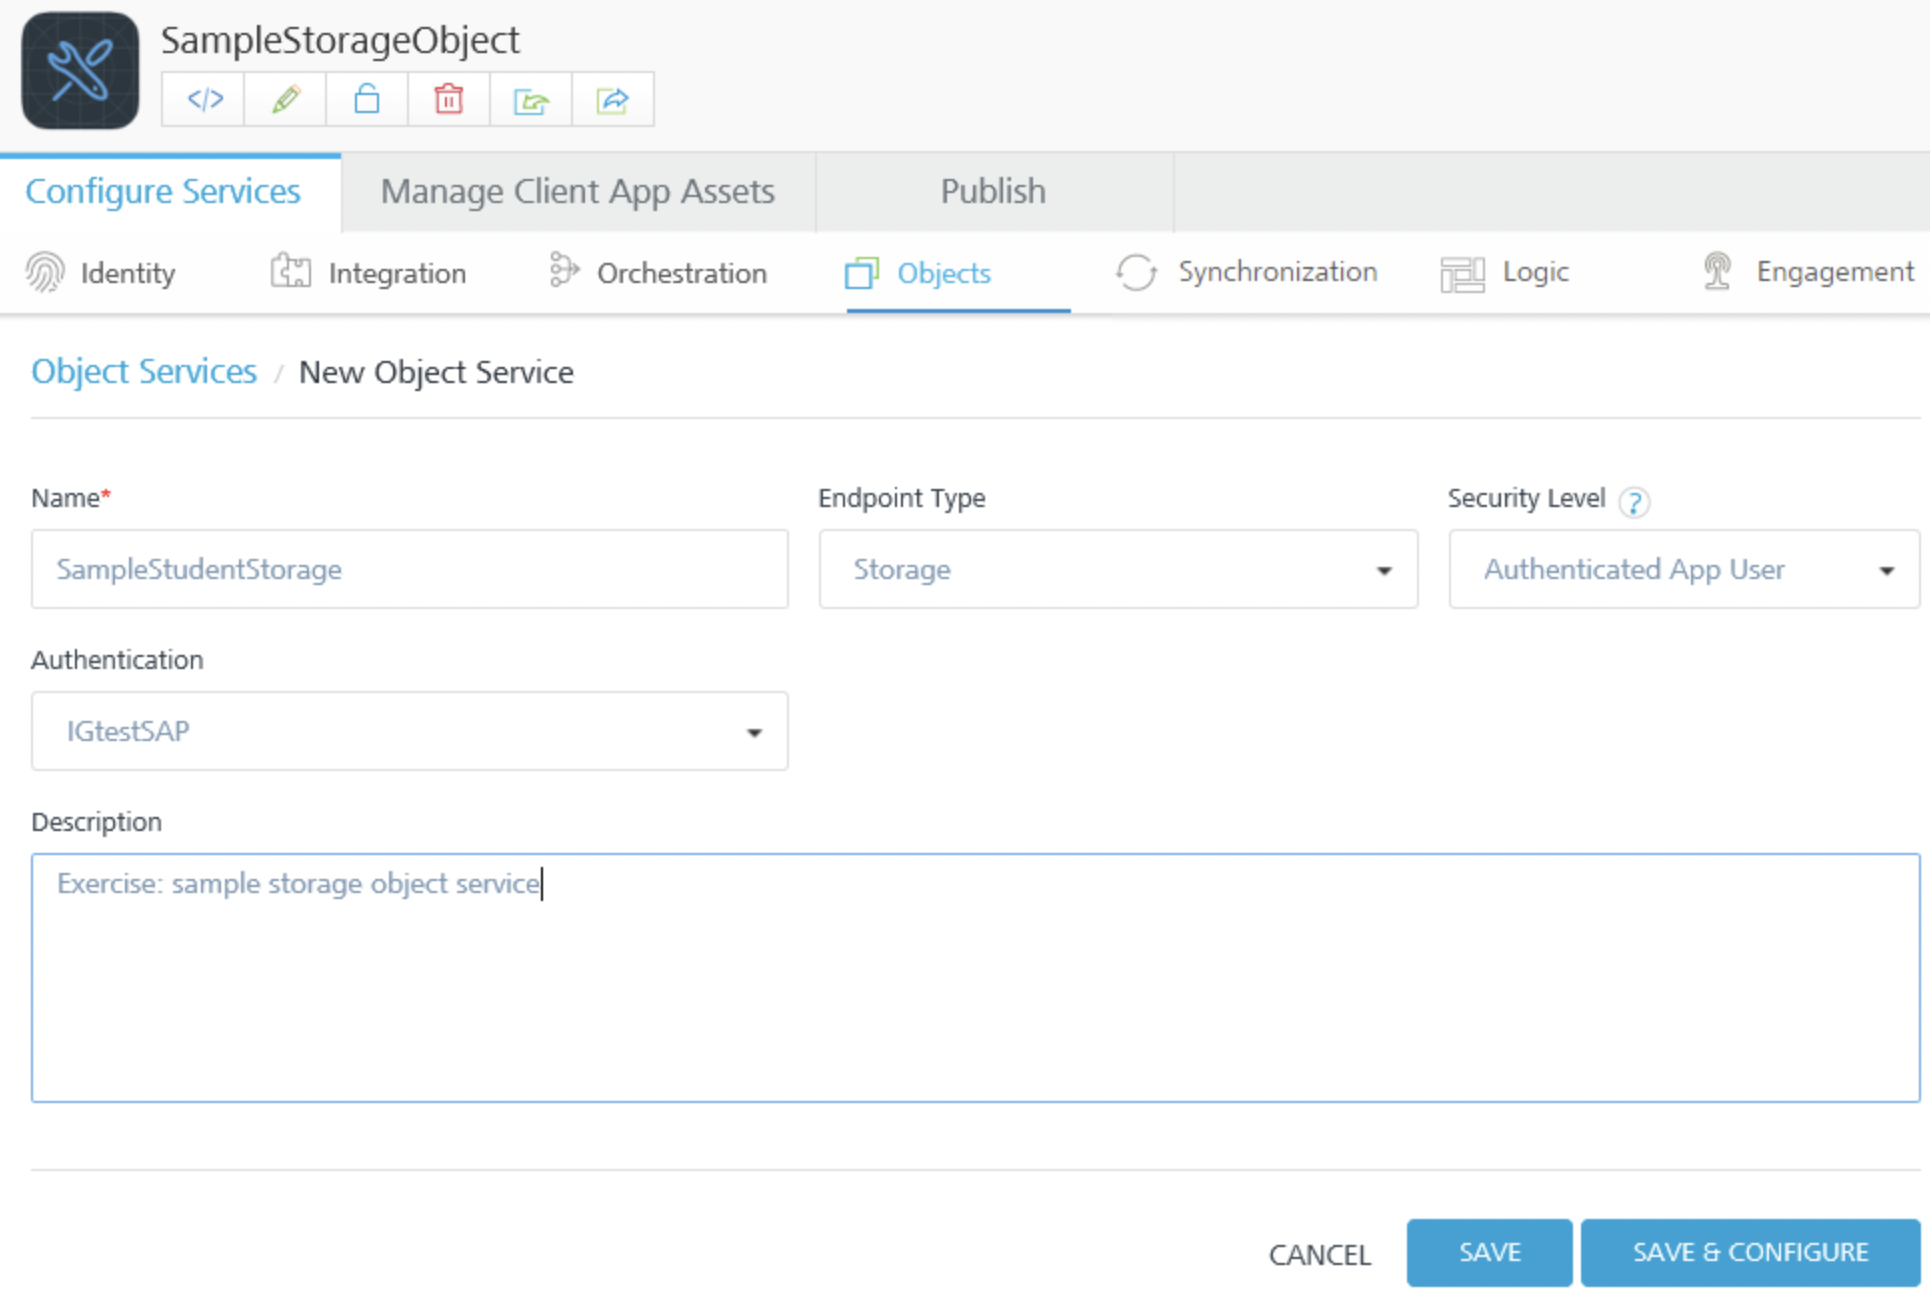 SampleStorageObject
</>
Configure Services Manage Client App Assets Publish
Identity Integration Orchestration Objects Synchronization Logic Engagement
Object Services / New Object Service
Name* Endpoint Type Security Level ?
SampleStudentStorage Storage Authenticated App User
Authentication
IGtestSAP
Description
Exercise: sample storage object service
CANCEL SAVE SAVE & CONFIGURE